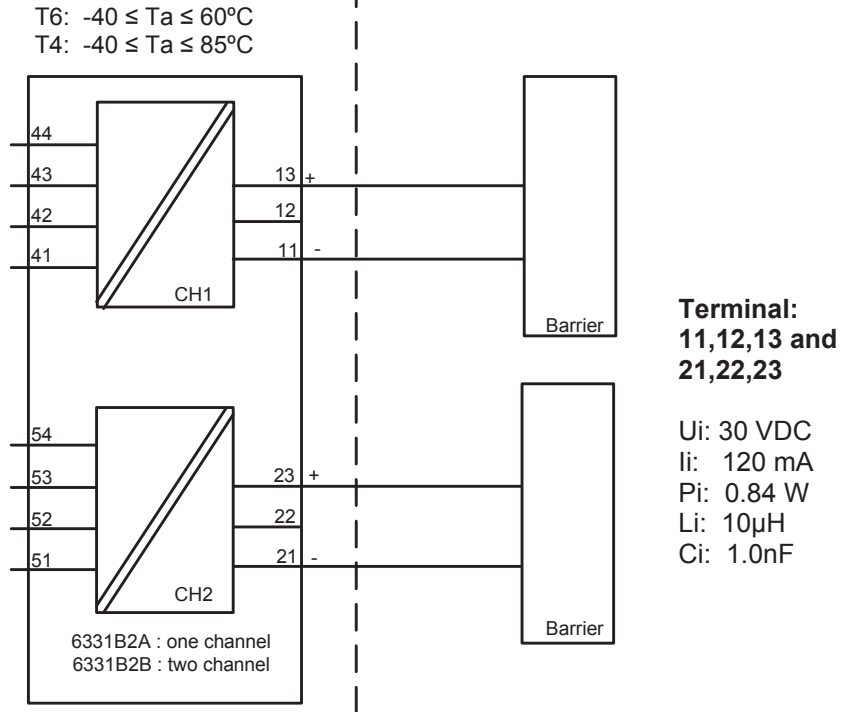 T6: -40 ≤ Ta ≤ 60ºC
T4: -40 ≤ Ta ≤ 85ºC
44
43
42
41
13 +
12
11 -
CH1
Barrier
54
53
52
51
23 +
22
21 -
CH2
Barrier
6331B2A : one channel
6331B2B : two channel
Terminal:
11,12,13 and
21,22,23
Ui: 30 VDC
Ii: 120 mA
Pi: 0.84 W
Li: 10µH
Ci: 1.0nF